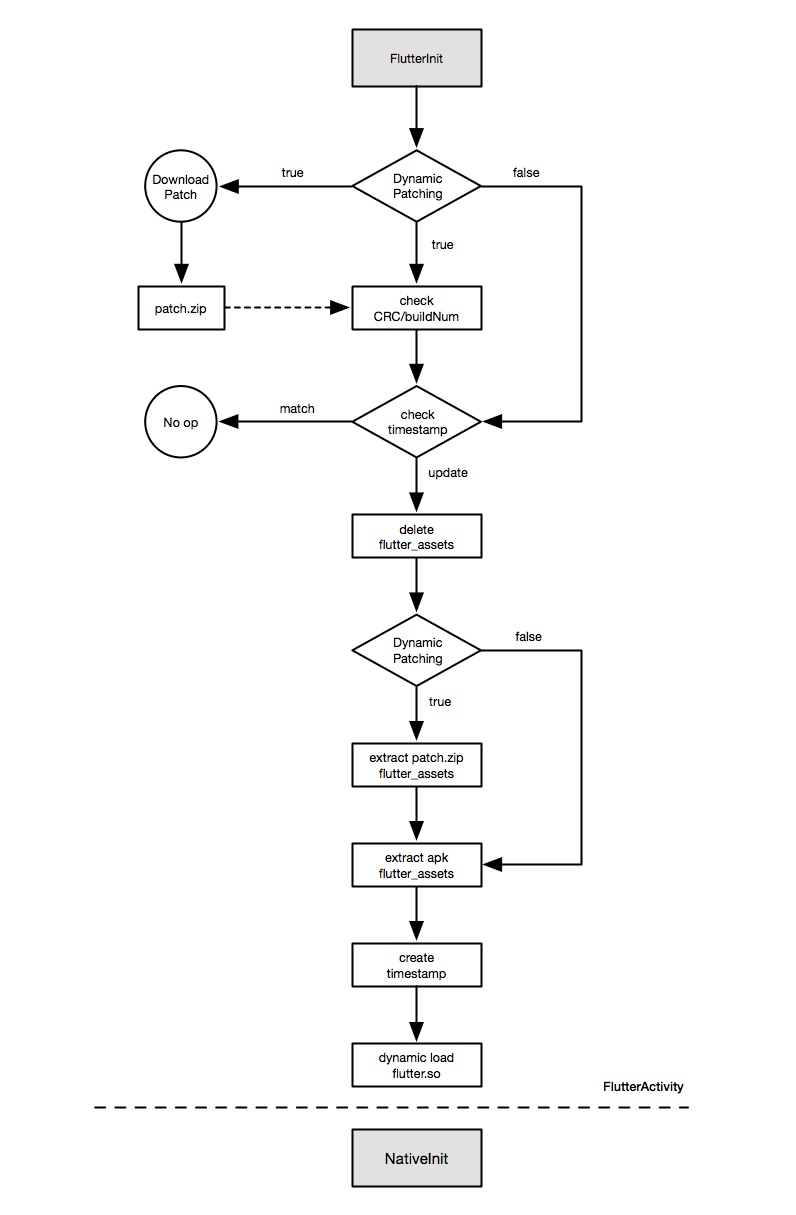 FlutterInit
Dynamic
Patching
true
false
Download
Patch
true
patch.zip
check
CRC/buildNum
match
No op
check
timestamp
update
delete
flutter_assets
Dynamic
Patching
false
true
extract patch.zip
flutter_assets
extract apk
flutter_assets
create
timestamp
dynamic load
flutter.so
FlutterActivity
NativeInit